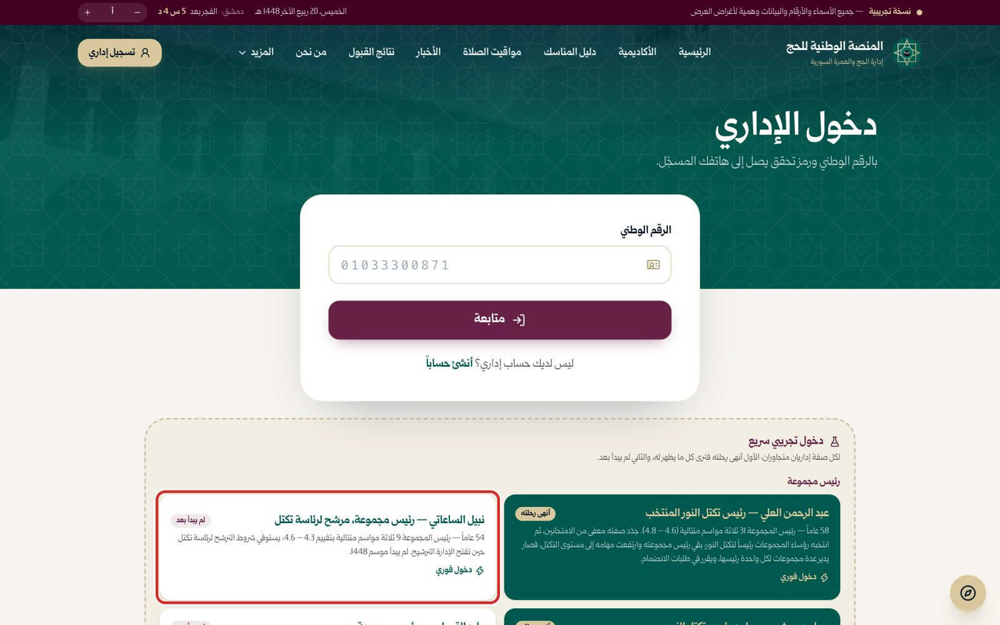 نسخة تجريبية — جميع الأسماء والأرقام والبيانات وهمية لأغراض العرض
الخميس، 20 ربيع الآخر 1448 هـ
دمشق: الفجر بعد 5 س 4 د
− أ +
المنصة الوطنية للحج
إدارة الحج والعمرة السورية
الرئيسية الأكاديمية دليل المناسك مواقيت الصلاة الأخبار نتائج القبول من نحن المزيد
تسجيل إداري
دخول الإداري
بالرقم الوطني ورمز تحقق يصل إلى هاتفك المسجّل.
الرقم الوطني
01033300871
متابعة
ليس لديك حساب إداري؟ أنشئ حساباً
دخول تجريبي سريع
لكل صفة إداريان متجاوران: الأول أنهى رحلته فترى كل ما يظهر له، والثاني لم يبدأ بعد.
رئيس مجموعة
عبد الرحمن العلي — رئيس تكتل النور المنتخب
أنهى رحلته
58 عاماً — رئيس المجموعة 31 ثلاثة مواسم متتالية (4.6 – 4.8). جدّد صفته معفى من الامتحانين، ثم
انتخبه رؤساء المجموعات رئيساً لتكتل النور: بقي رئيس مجموعته وارتفعت مهامه إلى مستوى التكتل، فصار
يدير عدة مجموعات لكل واحدة رئيسها، ويقرر في طلبات الانضمام.
دخول فوري
نبيل الساعاتي — رئيس مجموعة، مرشح لرئاسة تكتل
لم يبدأ بعد
54 عاماً — رئيس المجموعة 9 ثلاثة مواسم متتالية بتقييم 4.3 – 4.6: يستوفي شروط الترشح لرئاسة تكتل
حين تفتح الإدارة الترشيح. لم يبدأ موسم 1448.
دخول فوري